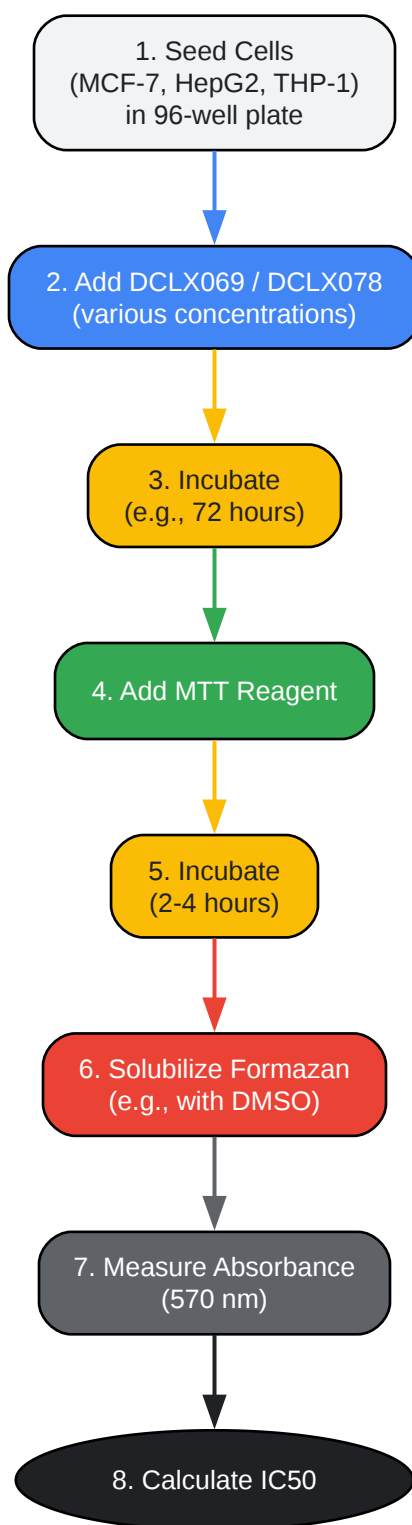 1. Seed Cells
(MCF-7, HepG2, THP-1)
in 96-well plate
2. Add DCLX069 / DCLX078
(various concentrations)
3. Incubate
(e.g., 72 hours)
4. Add MTT Reagent
5. Incubate
(2-4 hours)
6. Solubilize Formazan
(e.g., with DMSO)
7. Measure Absorbance
(570 nm)
8. Calculate IC50